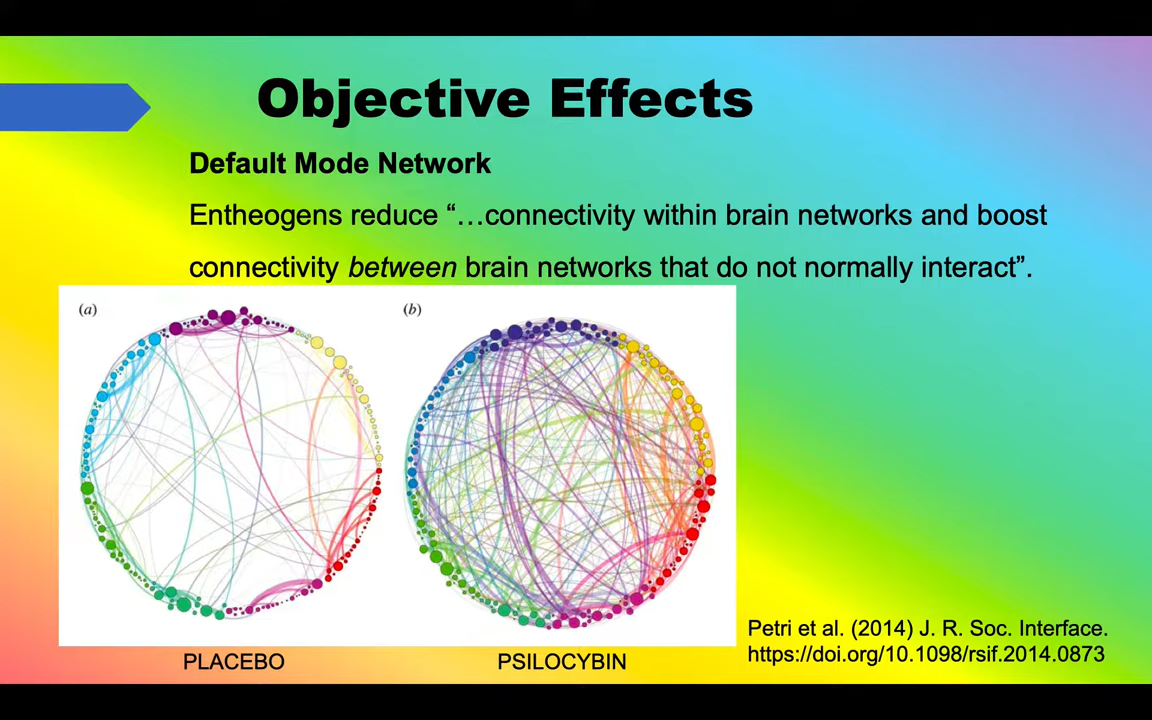 Objective Effects
Default Mode Network
Entheogens reduce “…connectivity within brain networks and boost
connectivity between brain networks that do not normally interact”.
(a)
(b)
PLACEBO
PSILOCYBIN
Petri et al. (2014) J. R. Soc. Interface.
https://doi.org/10.1098/rsif.2014.0873